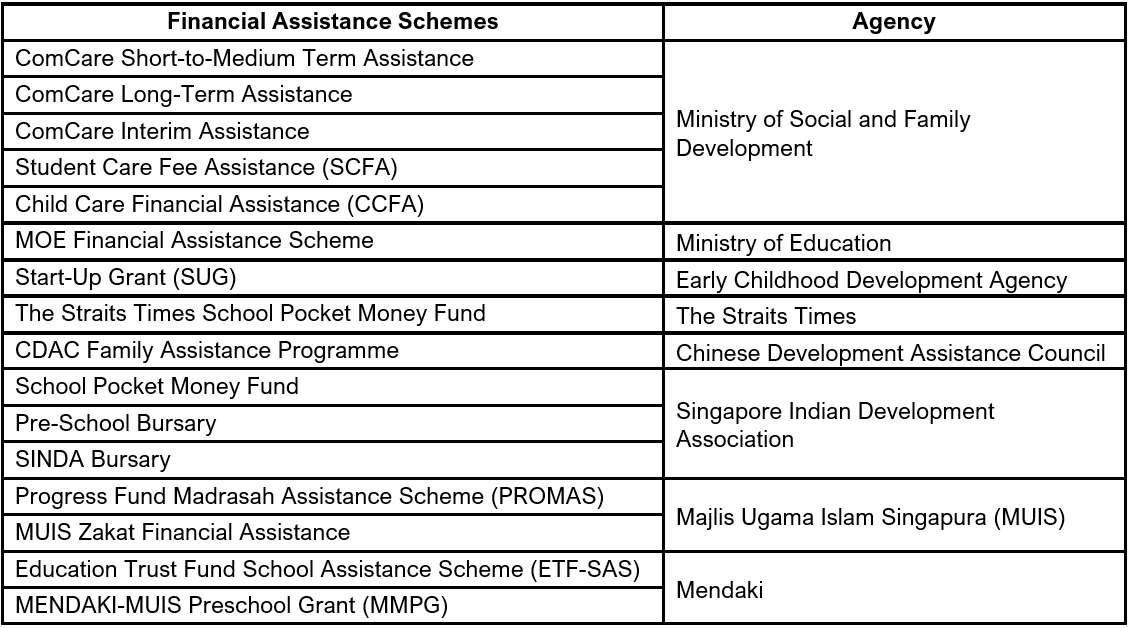 Financial Assistance Schemes
Agency
ComCare Short-to-Medium Term Assistance
ComCare Long-Term Assistance
ComCare Interim Assistance
Student Care Fee Assistance (SCFA)
Child Care Financial Assistance (CCFA)
Ministry of Social and Family
Development
MOE Financial Assistance Scheme
Ministry of Education
Start-Up Grant (SUG)
Early Childhood Development Agency
The Straits Times School Pocket Money Fund
The Straits Times
CDAC Family Assistance Programme
Chinese Development Assistance Council
School Pocket Money Fund
Pre-School Bursary
SINDA Bursary
Singapore Indian Development
Association
Progress Fund Madrasah Assistance Scheme (PROMAS)
MUIS Zakat Financial Assistance
Majlis Ugama Islam Singapura (MUIS)
Education Trust Fund School Assistance Scheme (ETF-SAS)
MENDAKI-MUIS Preschool Grant (MMPG)
Mendaki